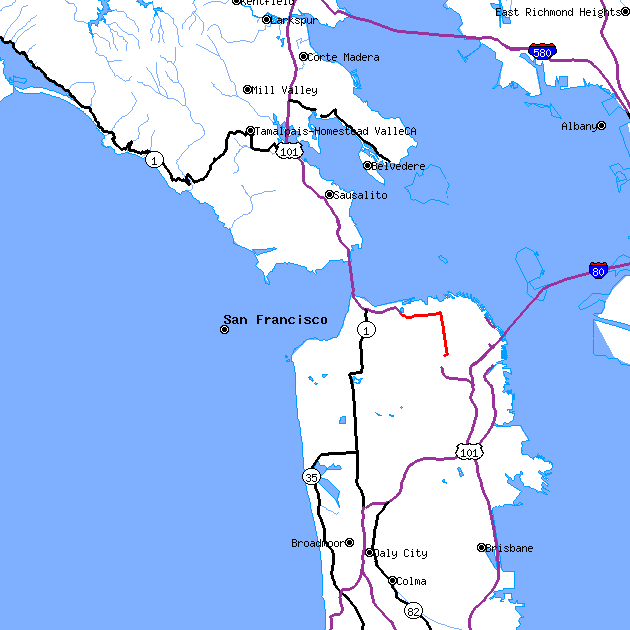 Kentfield
Larkspur
East Richmond Heights
580
Corte Madera
Mill Valley
Albany
Tamalpais-Homestead ValleCA
101
1
Belvedere
Sausalito
80
San Francisco
1
101
35
Broadmoor
Daly City
Brisbane
Colma
82